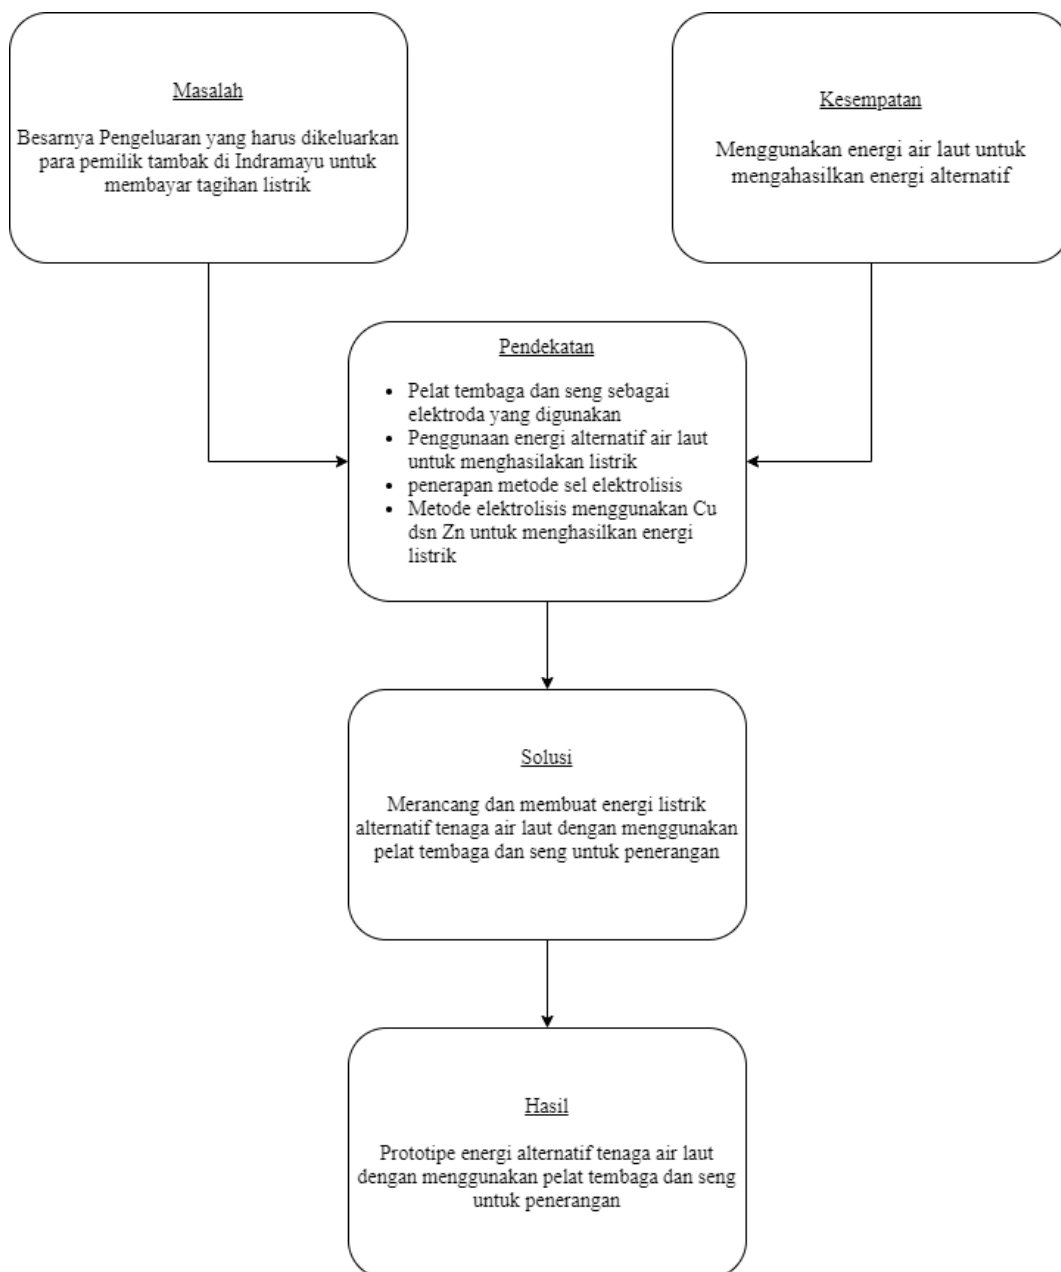 Masalah
Besarnya Pengeluaran yang harus dikeluarkan
para pemilik tambak di Indramayu untuk
membayar tagihan listrik
Kesempatan
Menggunakan energi air laut untuk
mengahasilkan energi alternatif
Pendekatan
• Pelat tembaga dan seng sebagai
elektroda yang digunakan
• Penggunaan energi alternatif air laut
untuk menghasilakan listrik
• penerapan metode sel elektrolisis
• Metode elektrolisis menggunakan Cu
dsn Zn untuk menghasilkan energi
listrik
Solusi
Merancang dan membuat energi listrik
alternatif tenaga air laut dengan menggunakan
pelat tembaga dan seng untuk penerangan
Hasil
Prototipe energi alternatif tenaga air laut
dengan menggunakan pelat tembaga dan seng
untuk penerangan